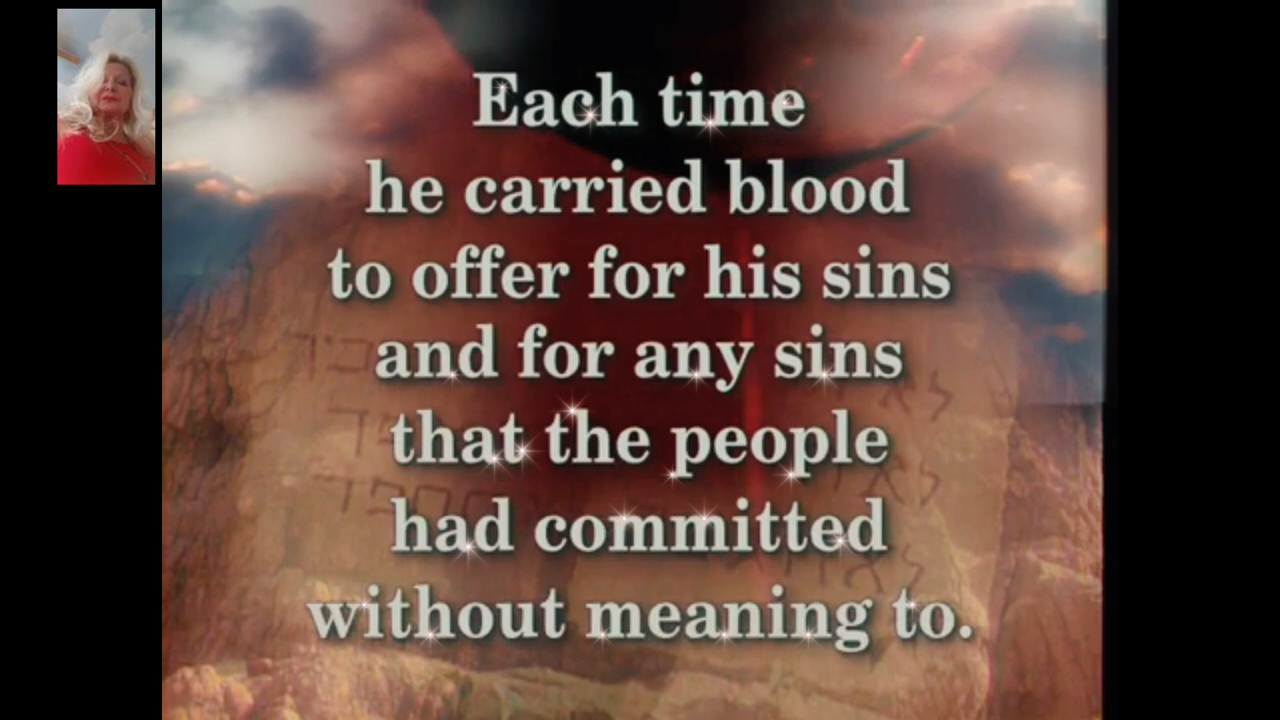 Each time
he carried blood
to offer for his sins
and for any sins
that the people
had committed
without meaning to.